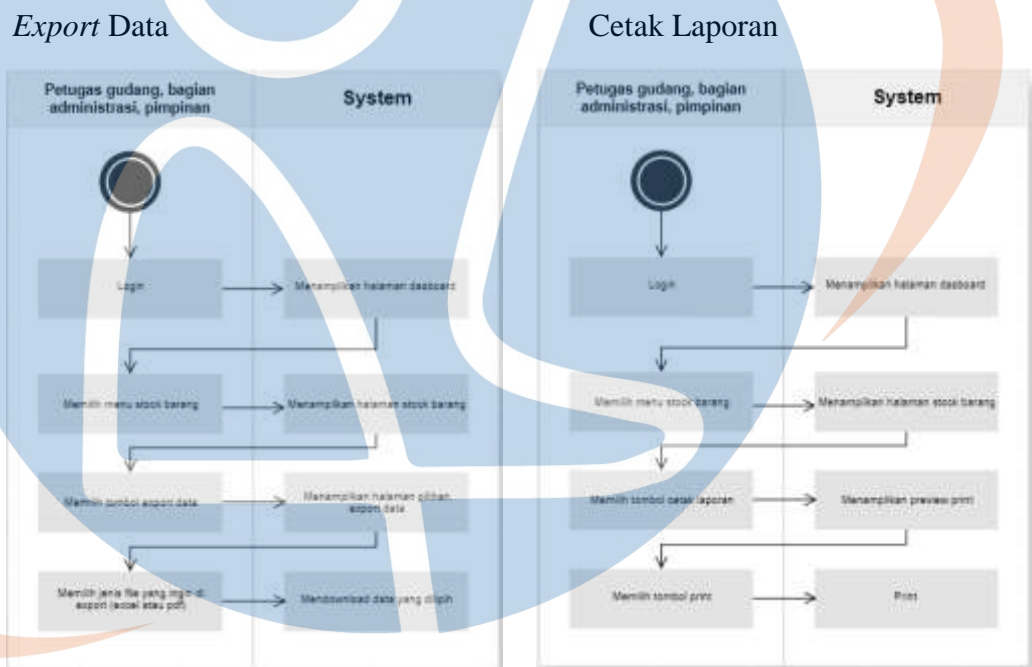 Export Data
Cetak Laporan
Petugas gudang, bagian
administrasi, pimpinan
System
Login
Menampilkan halaman dasboard
Memilih menu stock barang
Menampilkan halaman stock barang
Memilih tombol export data
Menampilkan halaman pilihan
export data
Memilih jenis file yang ingin di
export (excel atau pdf)
Mendownload data yang dilipih
Petugas gudang, bagian
administrasi, pimpinan
System
Login
Menampilkan halaman dasboard
Memilih menu stock barang
Menampilkan halaman stock barang
Memilih tombol cetak laporan
Menampilkan preview print
Memilih tombol print
Print